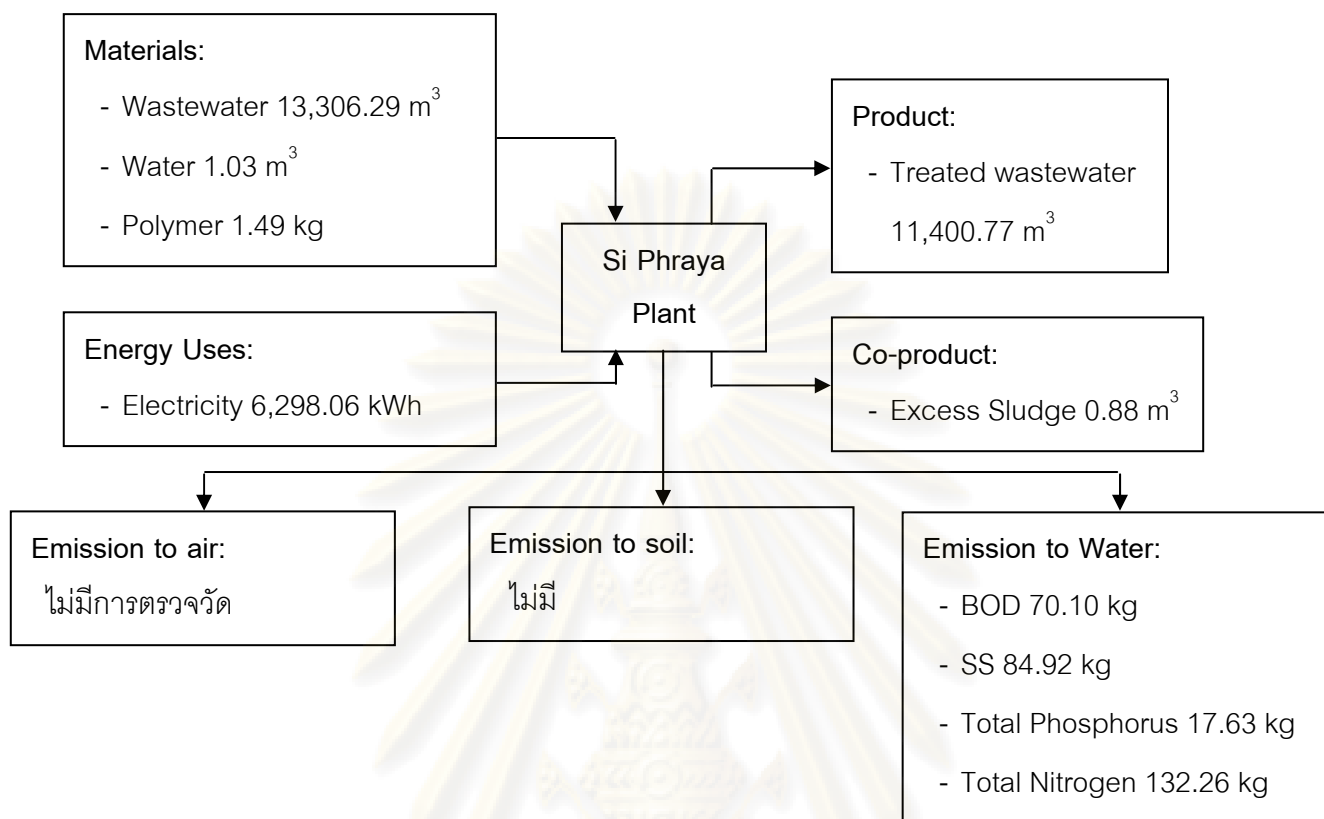 Materials:
- Wastewater 13,306.29 m³
- Water 1.03 m³
- Polymer 1.49 kg
Product:
- Treated wastewater
11,400.77 m³
Si Phraya
Plant
Energy Uses:
- Electricity 6,298.06 kWh
Co-product:
- Excess Sludge 0.88 m³
Emission to air:
ไม่มีการตรวจวัด
Emission to soil:
ไม่มี
Emission to Water:
- BOD 70.10 kg
- SS 84.92 kg
- Total Phosphorus 17.63 kg
- Total Nitrogen 132.26 kg